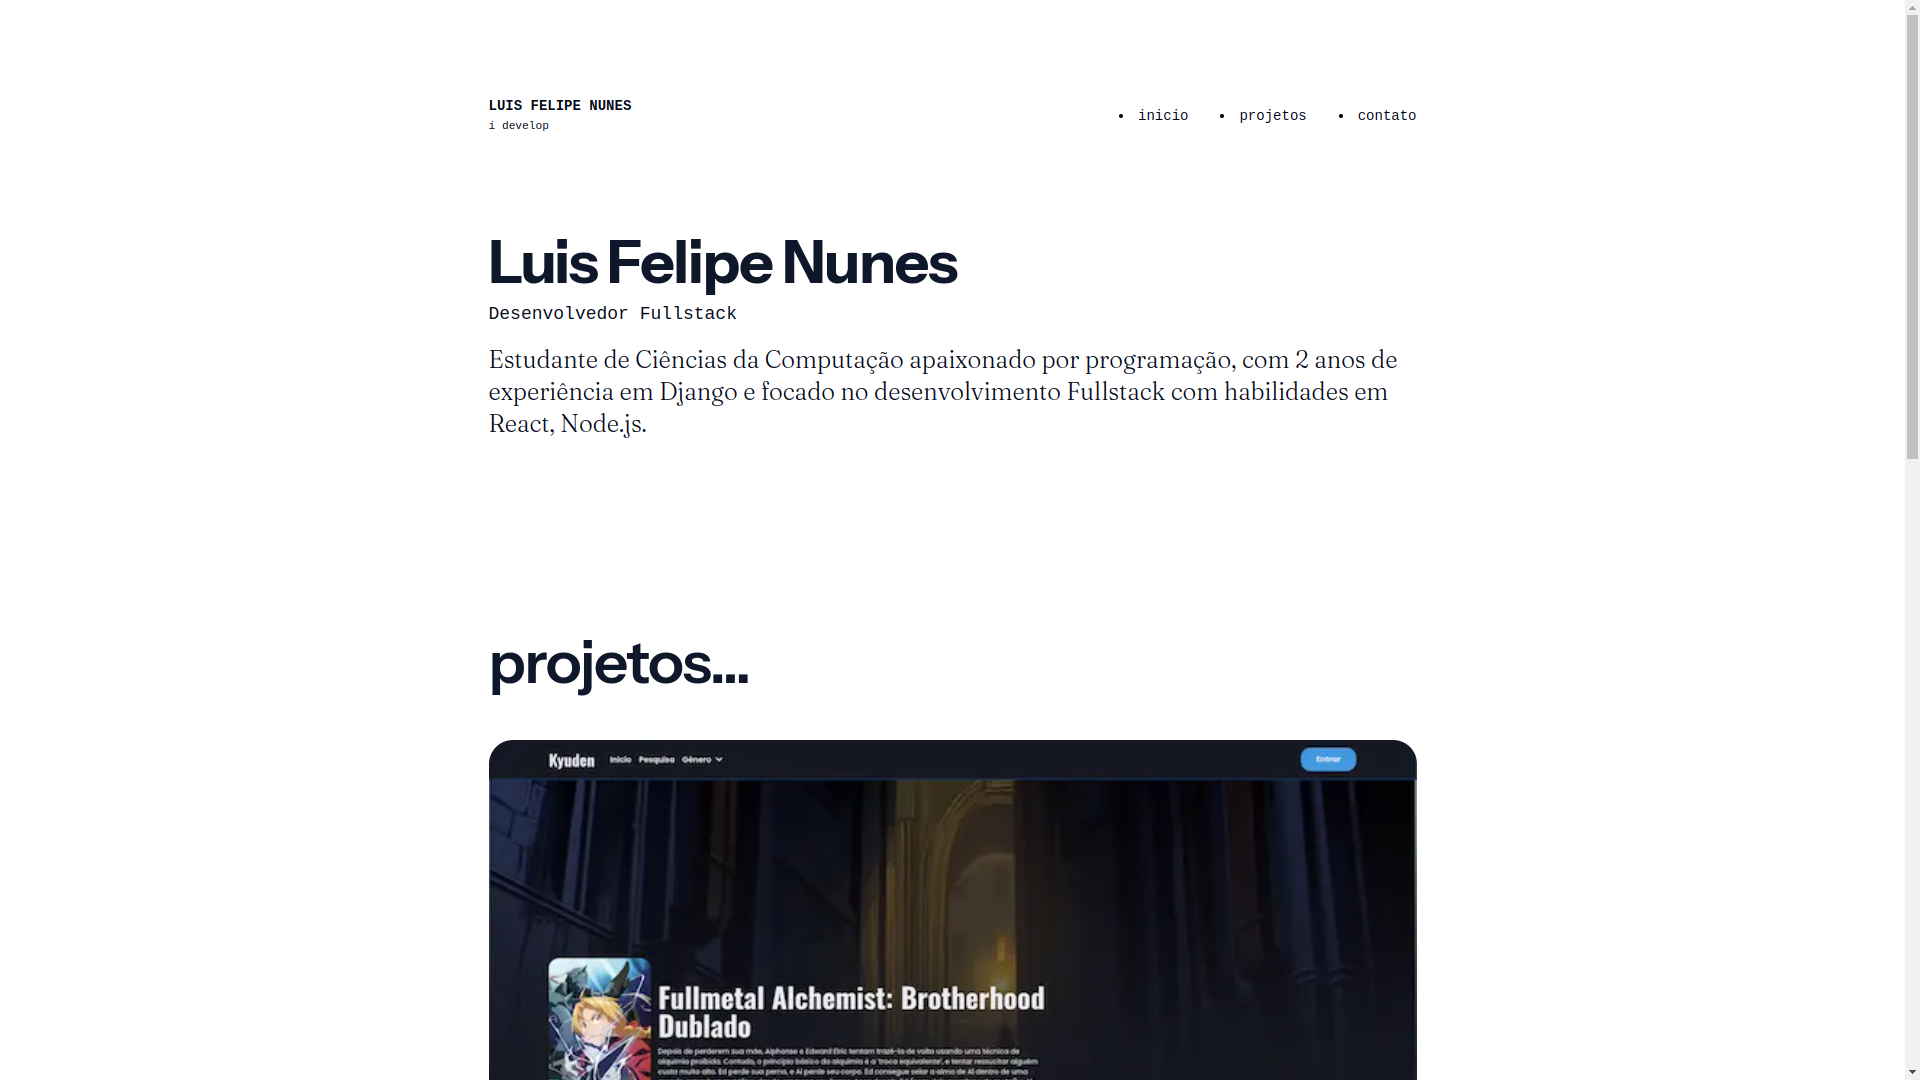 LUIS FELIPE NUNES
i develop
inicio
projetos
contato
Luis Felipe Nunes
Desenvolvedor Fullstack
Estudante de Ciências da Computação apaixonado por programação, com 2 anos de
experiência em Django e focado no desenvolvimento Fullstack com habilidades em
React, Node.js.
projetos...
Kyuden Inicio Pesquisa Gênero Entrar
Fullmetal Alchemist: Brotherhood
Dublado
Depois de perderem sua mãe, Alphonse e Edward Elric tentam trazê-la de volta usando uma técnica de
alquimia proibida. Contudo, o princípio básico da alquimia é a 'troca equivalente', e tentar ressucitar alguém
custa muito alto. Ed perde sua perna, e Al perde seu corpo. Ed consegue selar a alma de Al dentro de uma